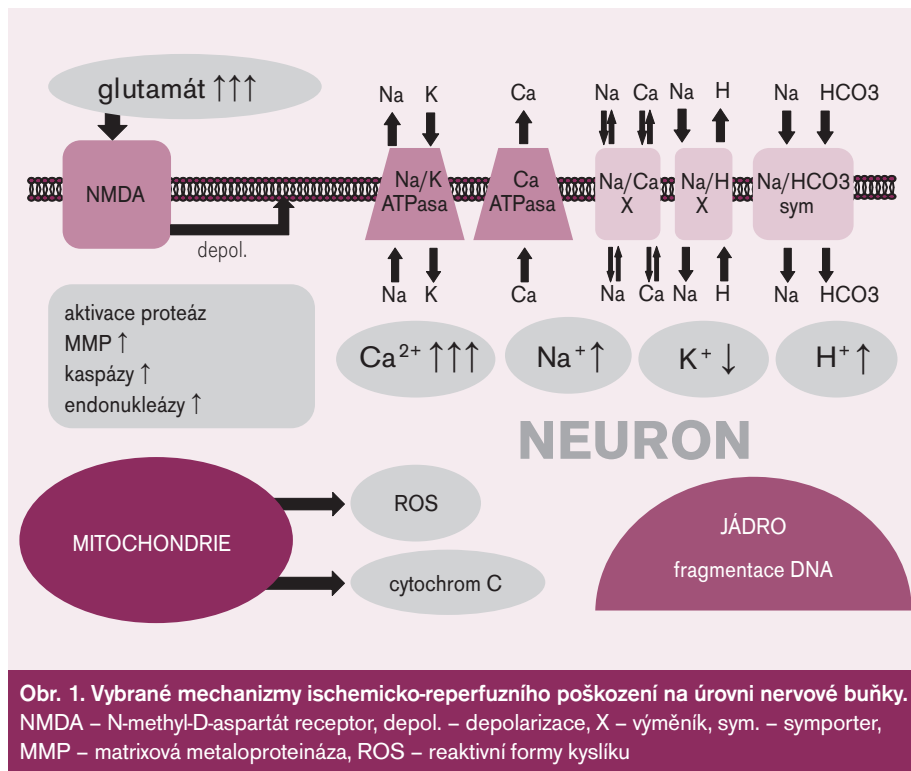 glutamát ↑↑↑
Na K Ca Na Ca Na H Na HCO3
NMDA
Na/K
ATPasa
Ca
ATPasa
Na/Ca
X
Na/H
X
Na/HCO3
sym
depol.
Na K Ca Na Ca Na H Na HCO3
aktivace proteáz
MMP ↑
kaspázy ↑
endonukleázy ↑
Ca²⁺ ↑↑↑
Na⁺ ↑
K⁺ ↓
H⁺ ↑
NEURON
MITOCHONDRIE
ROS
cytochrom C
JÁDRO
fragmentace DNA
Obr. 1. Vybrané mechanizmy ischemicko-reperfuzního poškození na úrovni nervové buňky.
NMDA – N-methyl-D-aspartát receptor, depol. – depolarizace, X – výměník, sym. – symporter,
MMP – matrixová metaloproteináza, ROS – reaktivní formy kyslíku